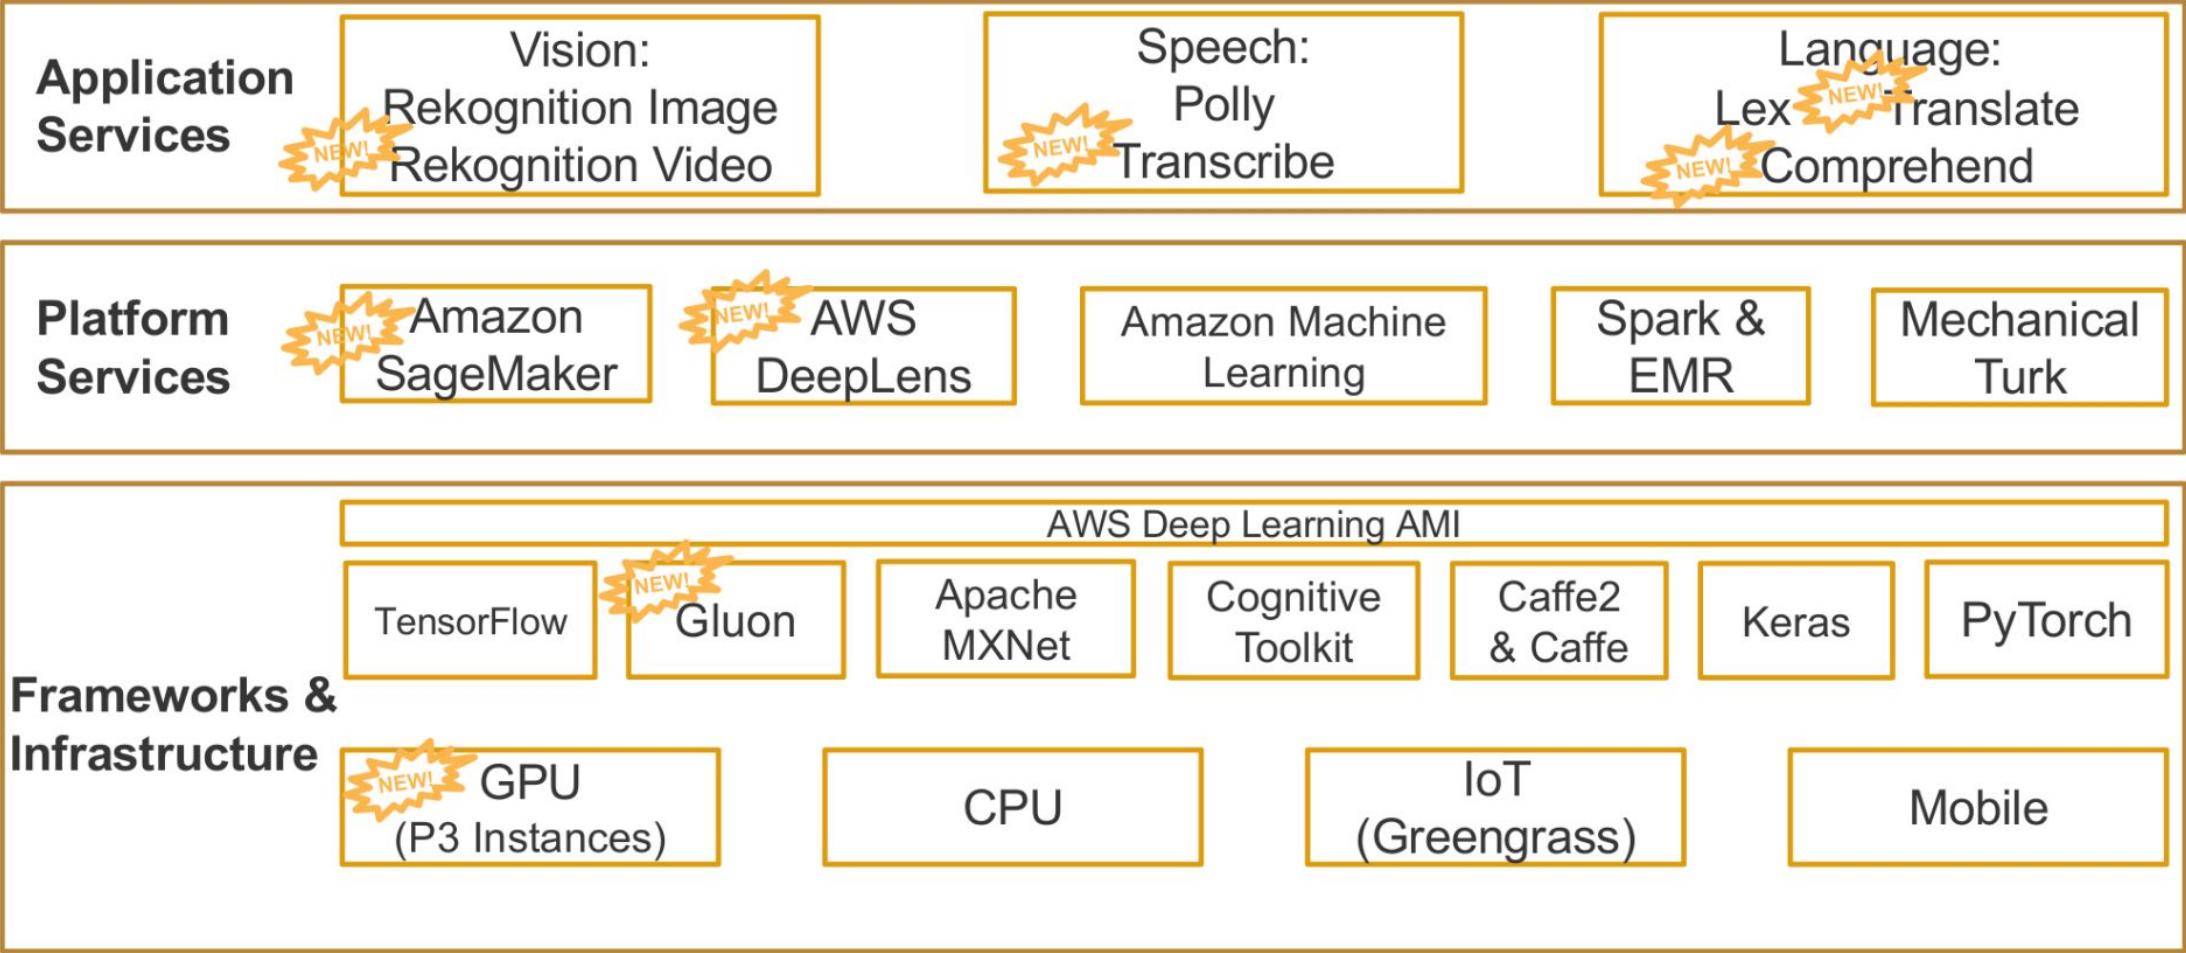 Application
Services
Vision:
Rekognition Image
NEW!
Rekognition Video
Speech:
Polly
NEW!
Transcribe
Language:
Lex NEW! Translate
NEW!
Comprehend
Platform
Services
NEW!
Amazon
SageMaker
NEW!
AWS
DeepLens
Amazon Machine
Learning
Spark &
EMR
Mechanical
Turk
Frameworks &
Infrastructure
AWS Deep Learning AMI
TensorFlow
NEW!
Gluon
Apache
MXNet
Cognitive
Toolkit
Caffe2
& Caffe
Keras
PyTorch
NEW!
GPU
(P3 Instances)
CPU
IoT
(Greengrass)
Mobile